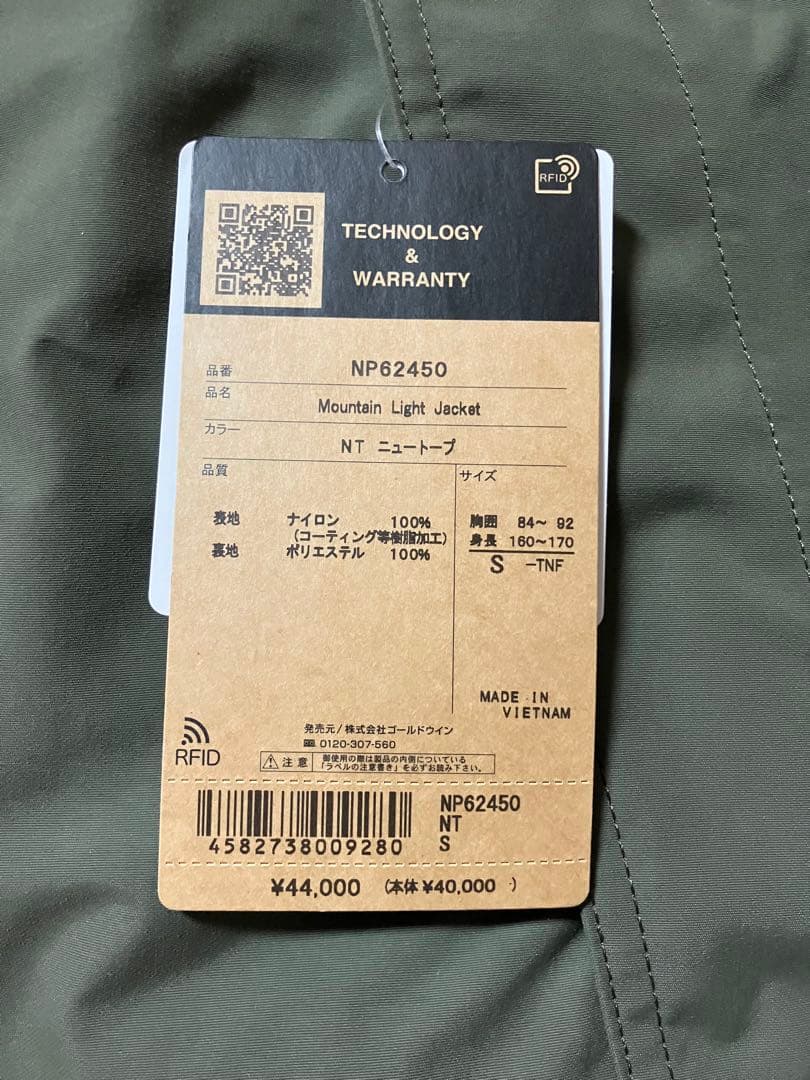 RFID
TECHNOLOGY
&
WARRANTY
品番 NP62450
品名
Mountain Light Jacket
カラー
NT ニュートープ
品質
表地 ナイロン 100%
(コーティング等樹脂加工)
裏地 ポリエステル 100%
サイズ
胸囲 84～ 92
身長 160～170
S -TNF
MADE IN
VIETNAM
RFID
発売元/株式会社ゴールドウイン
0120-307-560
注意
御使用の際は製品の内側についている
「ラベルの注意書き」を必ずお読み下さい。
4582738009280
NP62450
NT
S
¥44,000 (本体 ¥40,000 )